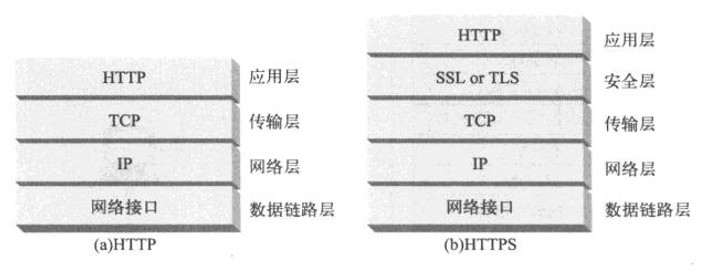 HTTP 应用层
TCP 传输层
IP 网络层
网络接口 数据链路层
(a)HTTP
HTTP 应用层
SSL or TLS 安全层
TCP 传输层
IP 网络层
网络接口 数据链路层
(b)HTTPS